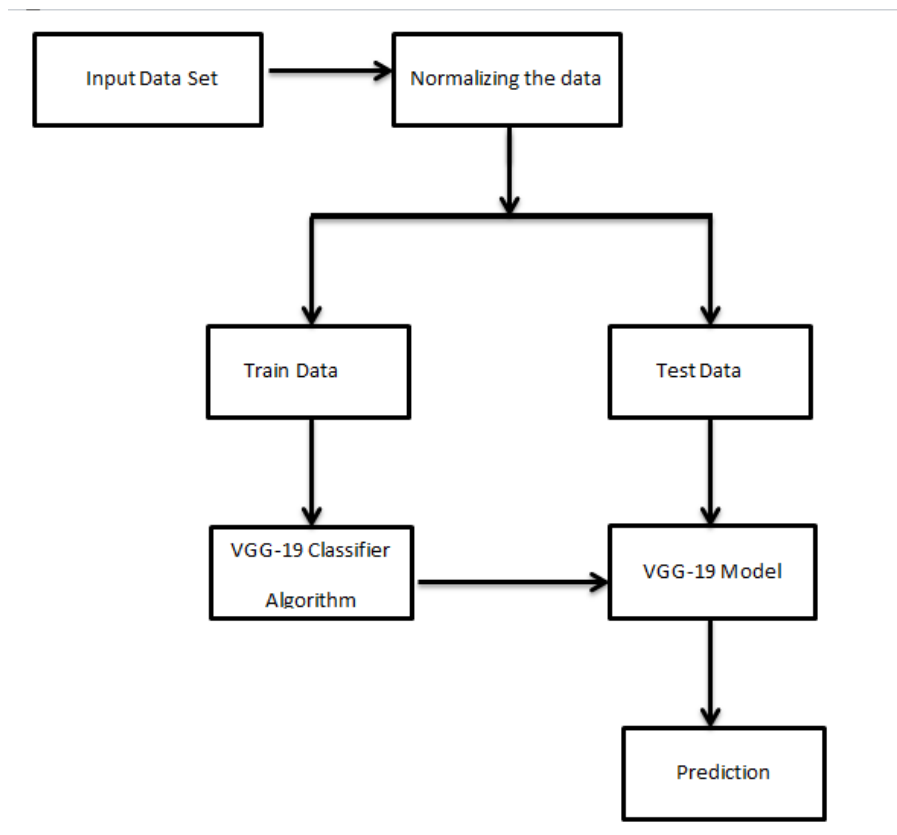 Input Data Set
Normalizing the data
Train Data
Test Data
VGG-19 Classifier
Algorithm
VGG-19 Model
Prediction